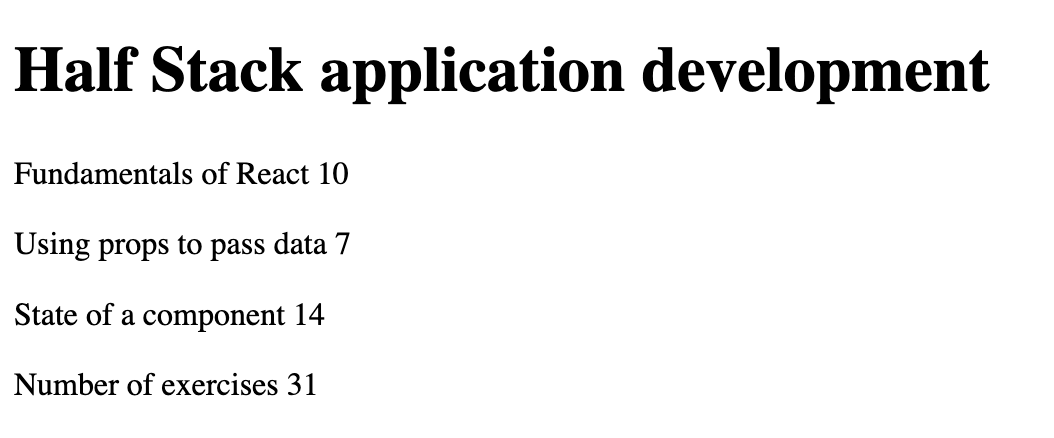 Half Stack application development
Fundamentals of React 10
Using props to pass data 7
State of a component 14
Number of exercises 31